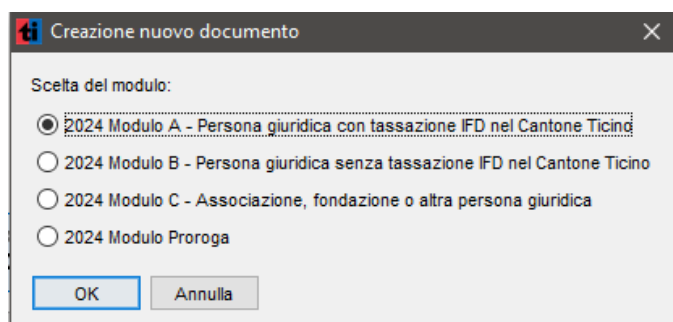 ti Creazione nuovo documento
Scelta del modulo:
2024 Modulo A - Persona giuridica con tassazione IFD nel Cantone Ticino
2024 Modulo B - Persona giuridica senza tassazione IFD nel Cantone Ticino
2024 Modulo C - Associazione, fondazione o altra persona giuridica
2024 Modulo Proroga
OK Annulla